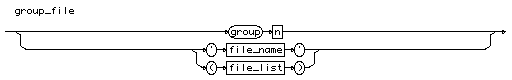 group_file
group n
' file_name '
( file_list )